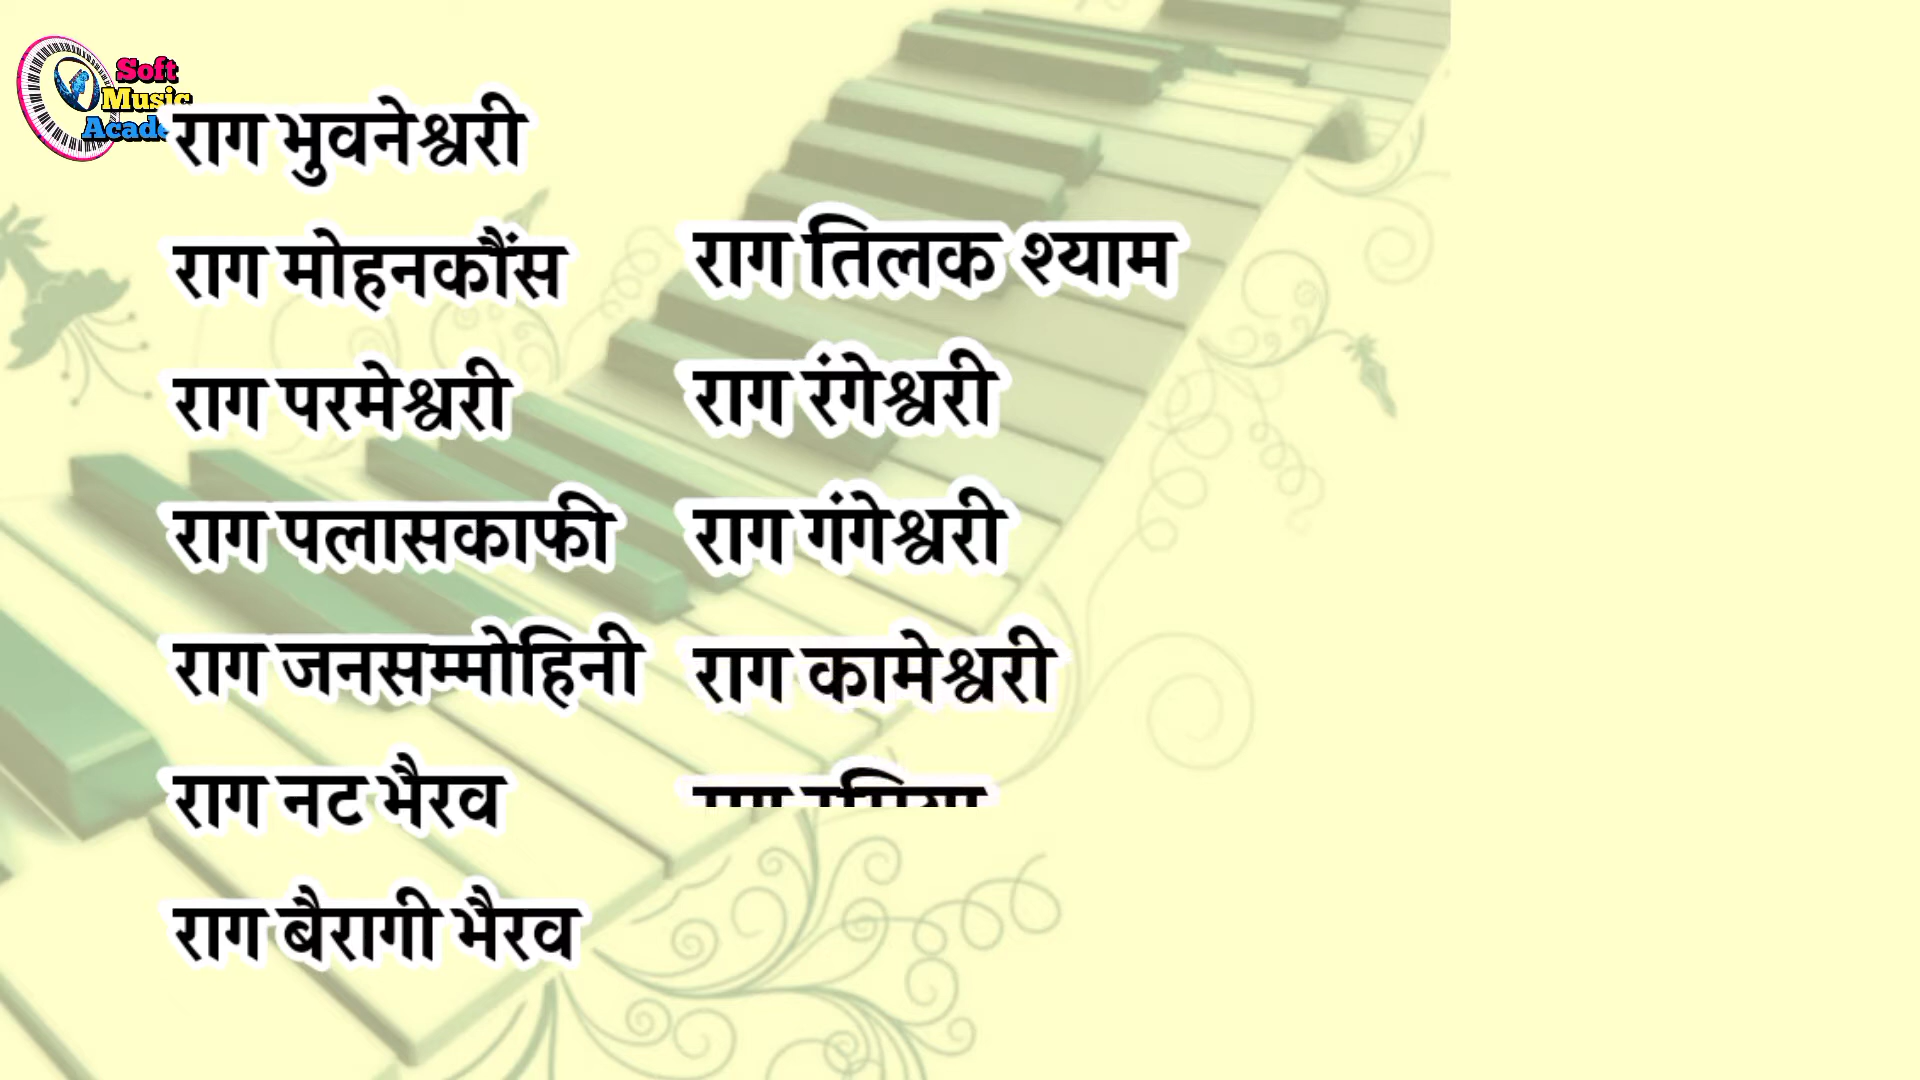 Soft
Music
राग भुवनेश्वरी
राग मोहनकौंस
राग परमेश्वरी
राग पलासकाफी
राग जनसम्मोहिनी
राग नट भैरव
राग बैरागी भैरव
राग तिलक श्याम
राग रंगेश्वरी
राग गंगेश्वरी
राग कामेश्वरी
राग